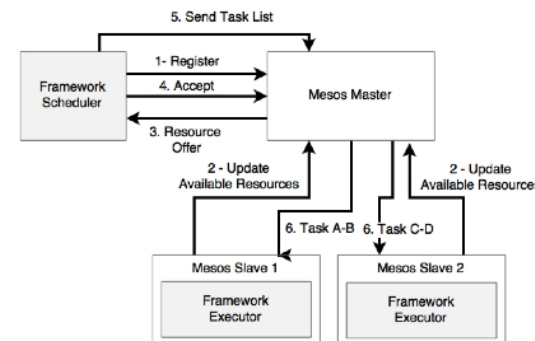 5. Send Task List
1- Register
Framework
Scheduler
4. Accept
Mesos Master
3. Resource
Offer
2 - Update
Available Resources
2 - Update
Available Resource
6. Task A-B
6. Task C-D
Mesos Slave 1
Mesos Slave 2
Framework
Executor
Framework
Executor